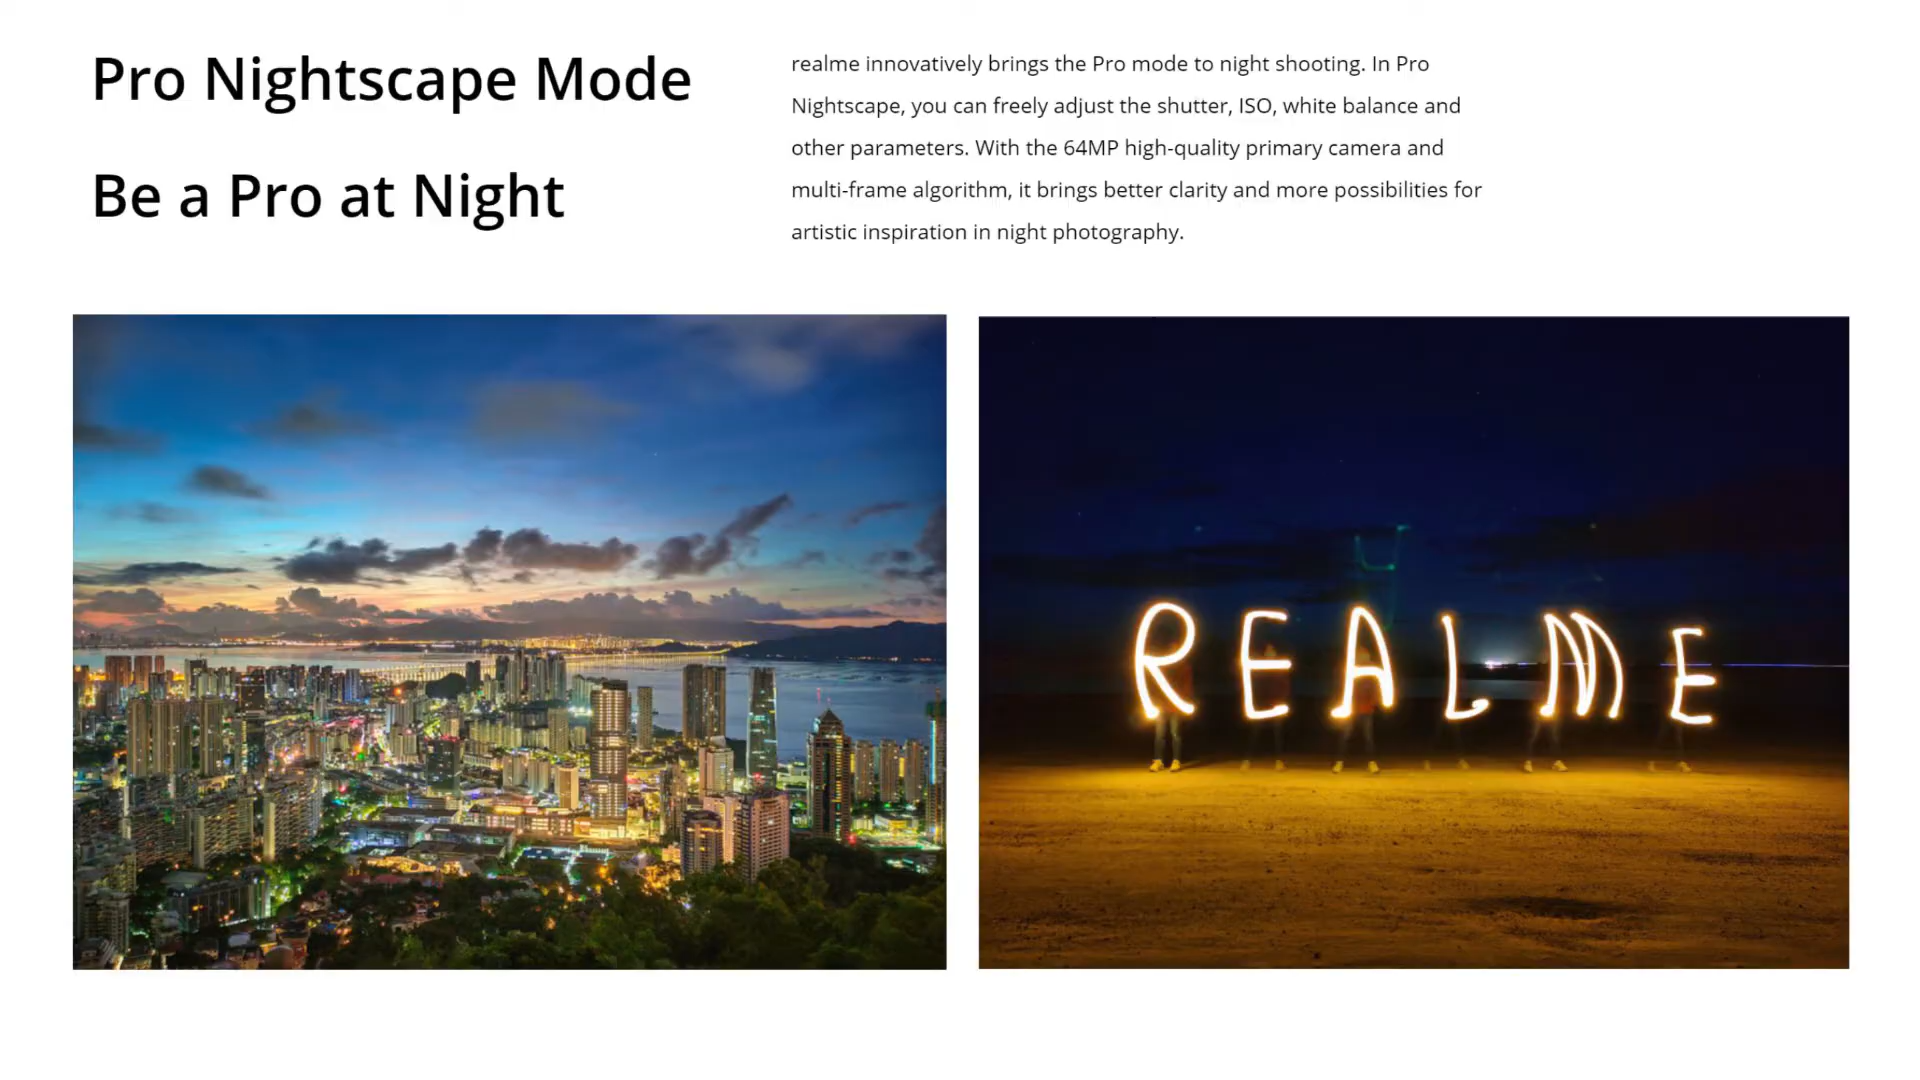 Pro Nightscape Mode
Be a Pro at Night
realme innovatively brings the Pro mode to night shooting. In Pro
Nightscape, you can freely adjust the shutter, ISO, white balance and
other parameters. With the 64MP high-quality primary camera and
multi-frame algorithm, it brings better clarity and more possibilities for
artistic inspiration in night photography.
REALME